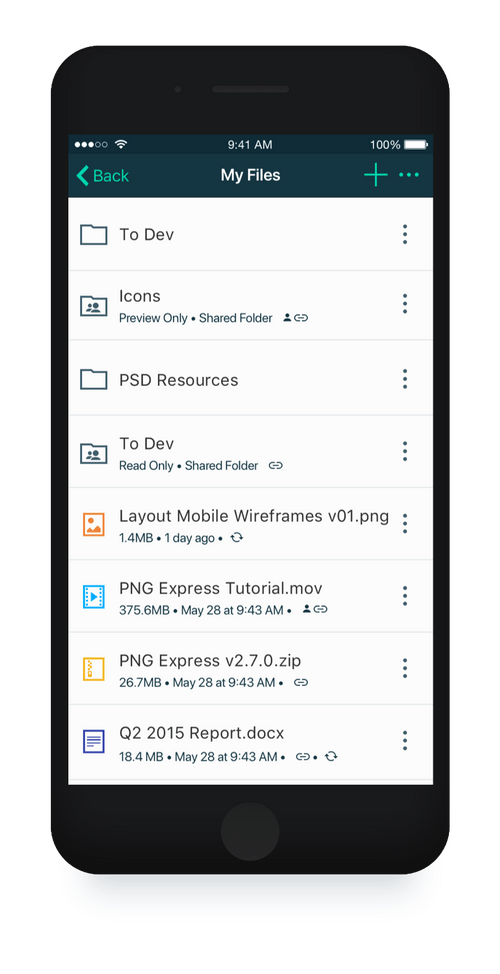 9:41 AM
100%
Back
My Files
To Dev
Icons
Preview Only • Shared Folder
PSD Resources
To Dev
Read Only • Shared Folder
Layout Mobile Wireframes v01.png
1.4MB • 1 day ago •
PNG Express Tutorial.mov
375.6MB • May 28 at 9:43 AM •
PNG Express v2.7.0.zip
26.7MB • May 28 at 9:43 AM •
Q2 2015 Report.docx
18.4 MB • May 28 at 9:43 AM • •